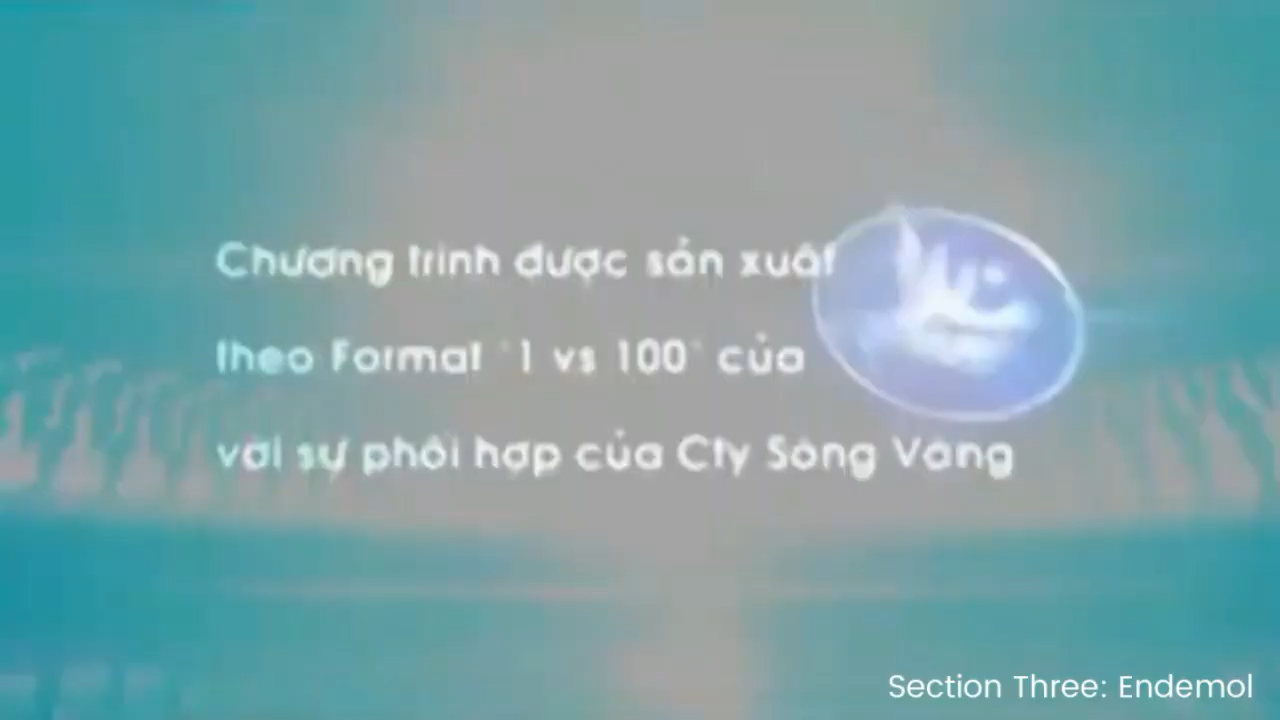 Chương trình được sản xuất
theo Format "1 vs 100" của
với sự phối hợp của Cty Sóng Vàng
Section Three: Endemol